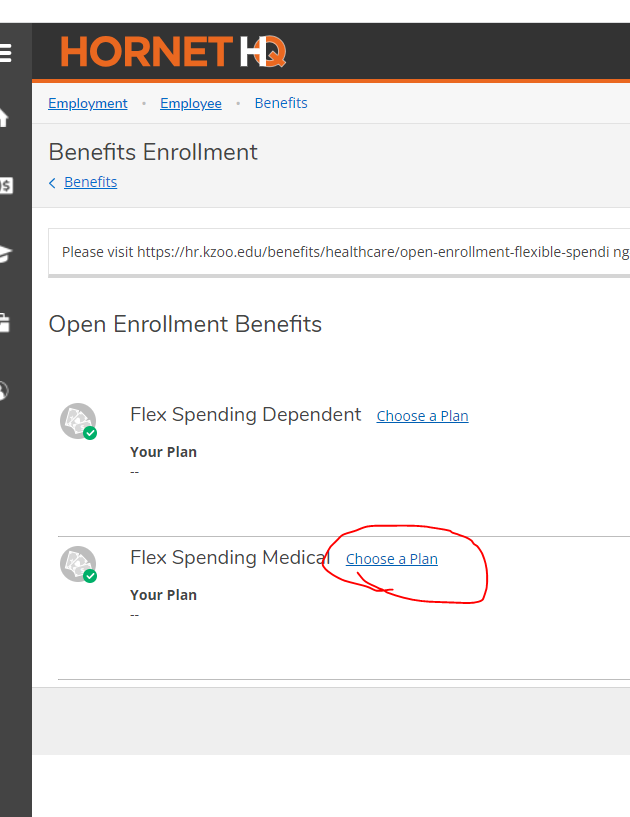 HORNET HQ
Employment • Employee • Benefits
Benefits Enrollment
< Benefits
Please visit https://hr.kzoo.edu/benefits/healthcare/open-enrollment-flexible-spendi ng
Open Enrollment Benefits
Flex Spending Dependent Choose a Plan
Your Plan
--
Flex Spending Medical Choose a Plan
Your Plan
--